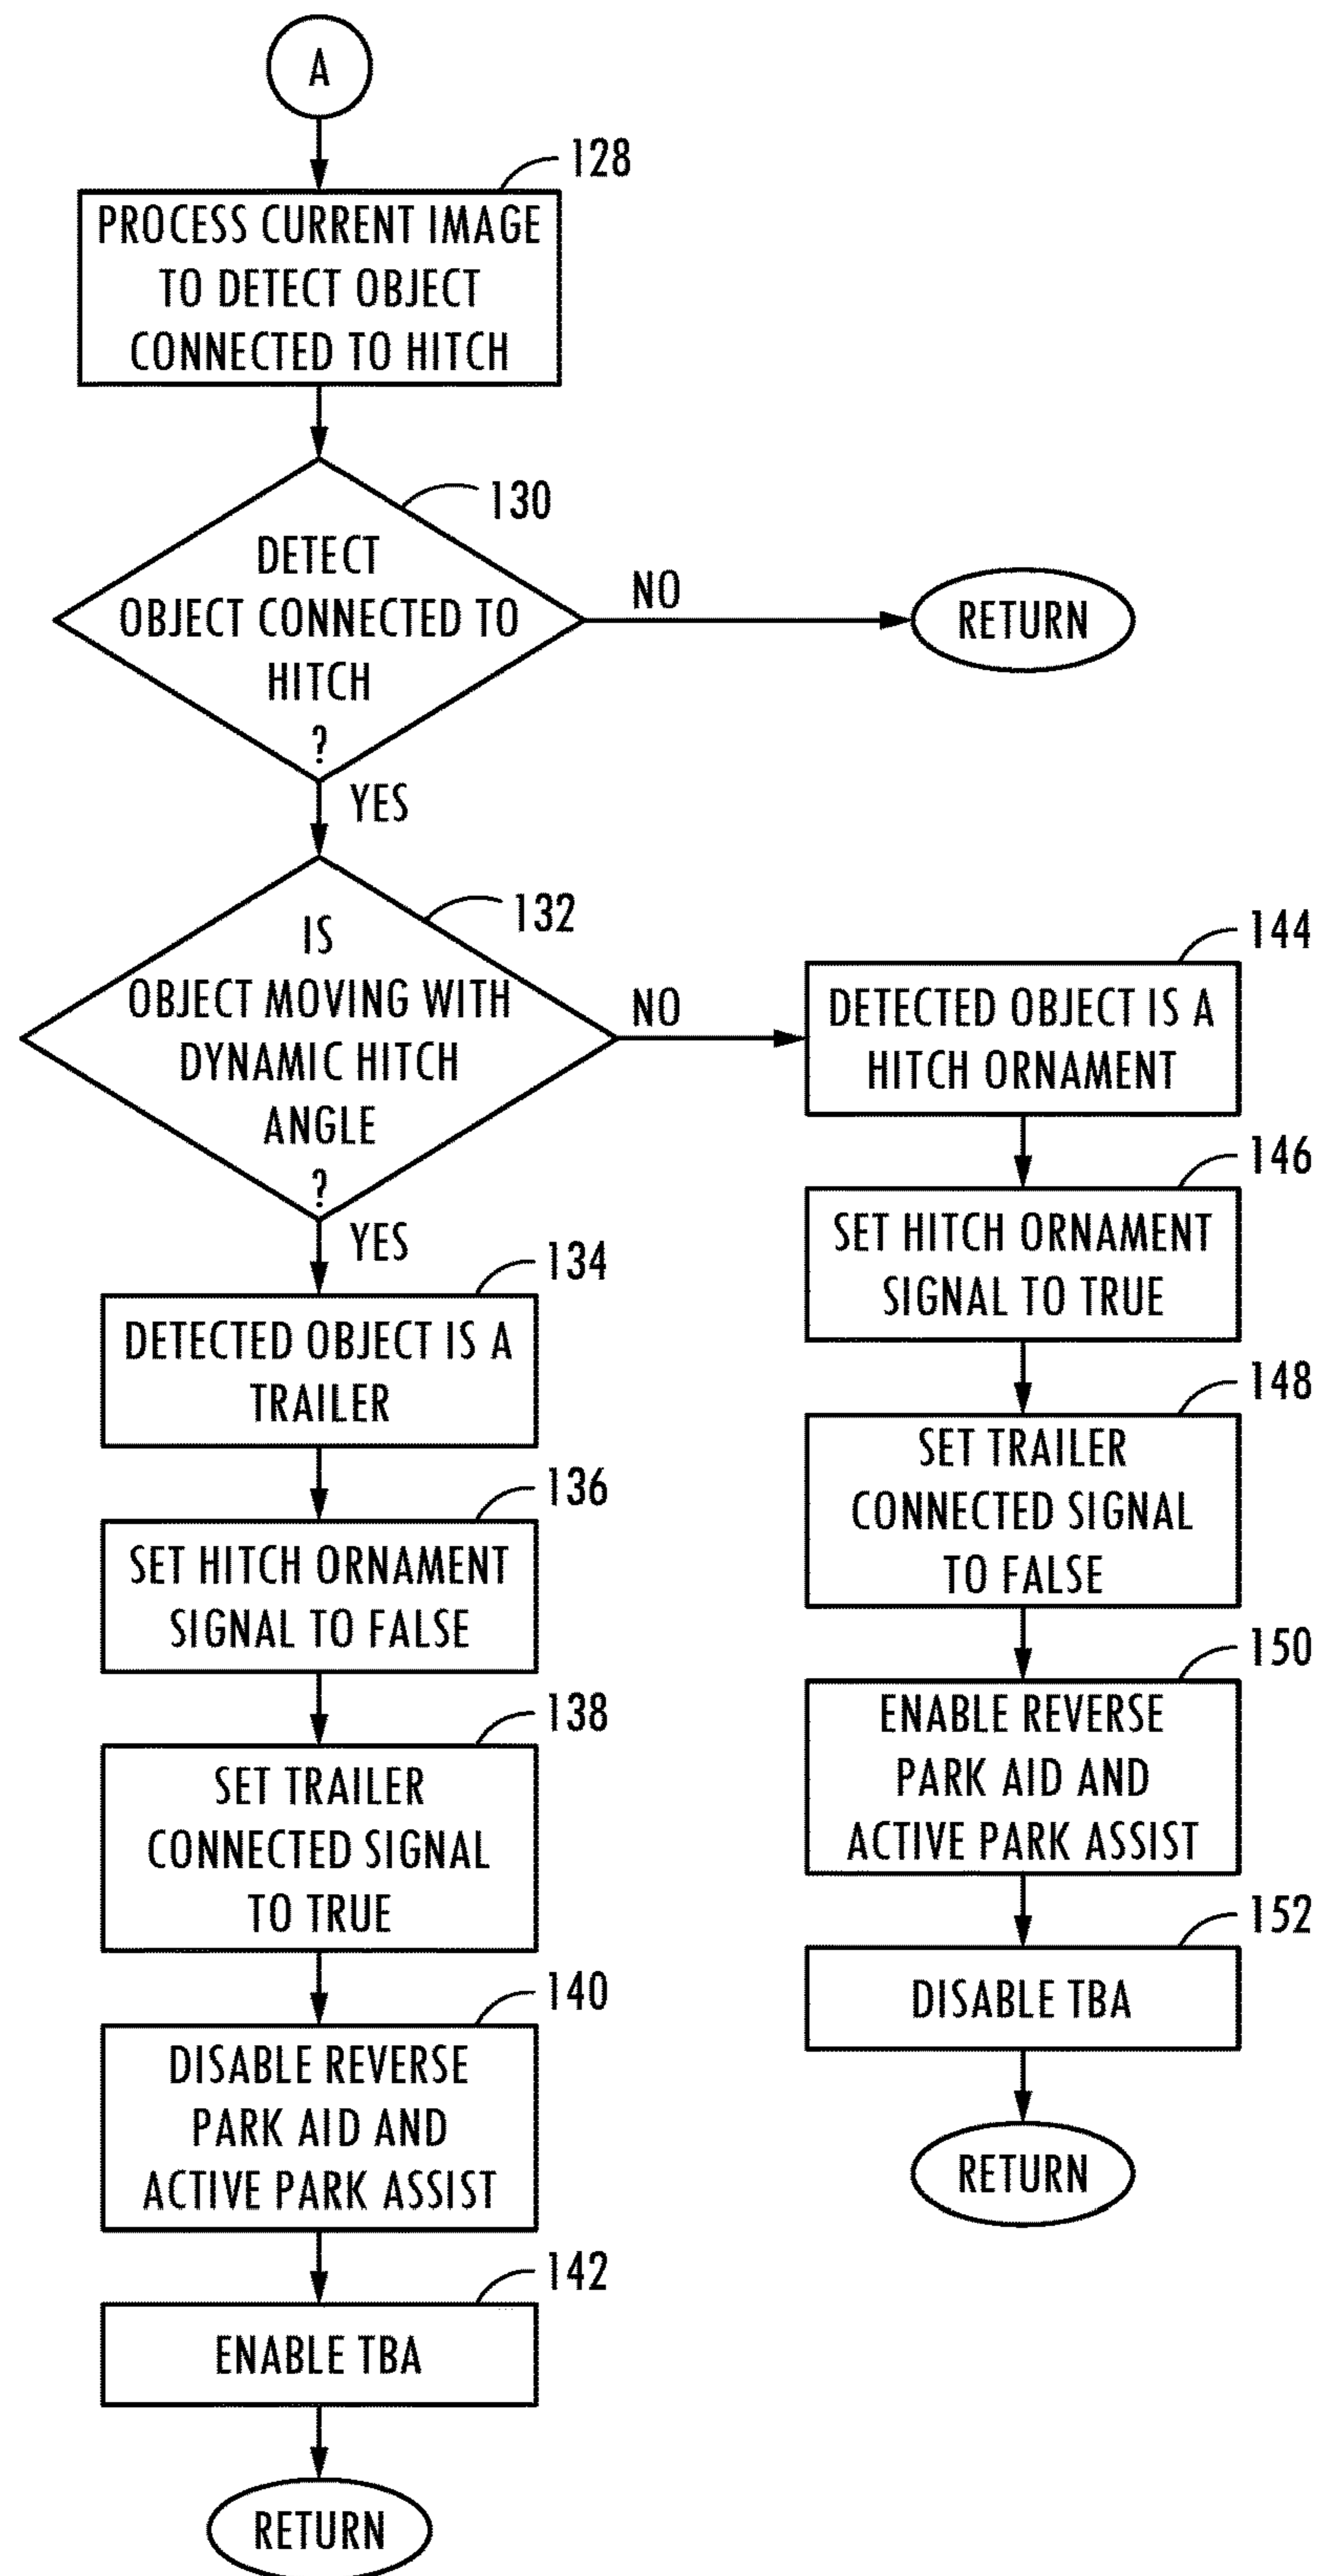 A
128
PROCESS CURRENT IMAGE
TO DETECT OBJECT
CONNECTED TO HITCH
130
DETECT
OBJECT CONNECTED TO
HITCH
?
NO
RETURN
YES
132
IS
OBJECT MOVING WITH
DYNAMIC HITCH
ANGLE
?
NO
YES
134
DETECTED OBJECT IS A
TRAILER
136
SET HITCH ORNAMENT
SIGNAL TO FALSE
138
SET TRAILER
CONNECTED SIGNAL
TO TRUE
140
DISABLE REVERSE
PARK AID AND
ACTIVE PARK ASSIST
142
ENABLE TBA
RETURN
144
DETECTED OBJECT IS A
HITCH ORNAMENT
146
SET HITCH ORNAMENT
SIGNAL TO TRUE
148
SET TRAILER
CONNECTED SIGNAL
TO FALSE
150
ENABLE REVERSE
PARK AID AND
ACTIVE PARK ASSIST
152
DISABLE TBA
RETURN